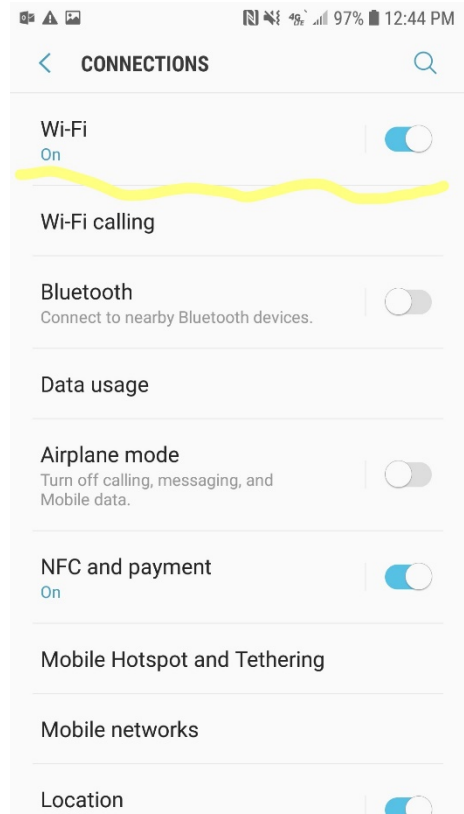 97% 12:44 PM
CONNECTIONS
Wi-Fi
On
Wi-Fi calling
Bluetooth
Connect to nearby Bluetooth devices.
Data usage
Airplane mode
Turn off calling, messaging, and
Mobile data.
NFC and payment
On
Mobile Hotspot and Tethering
Mobile networks
Location